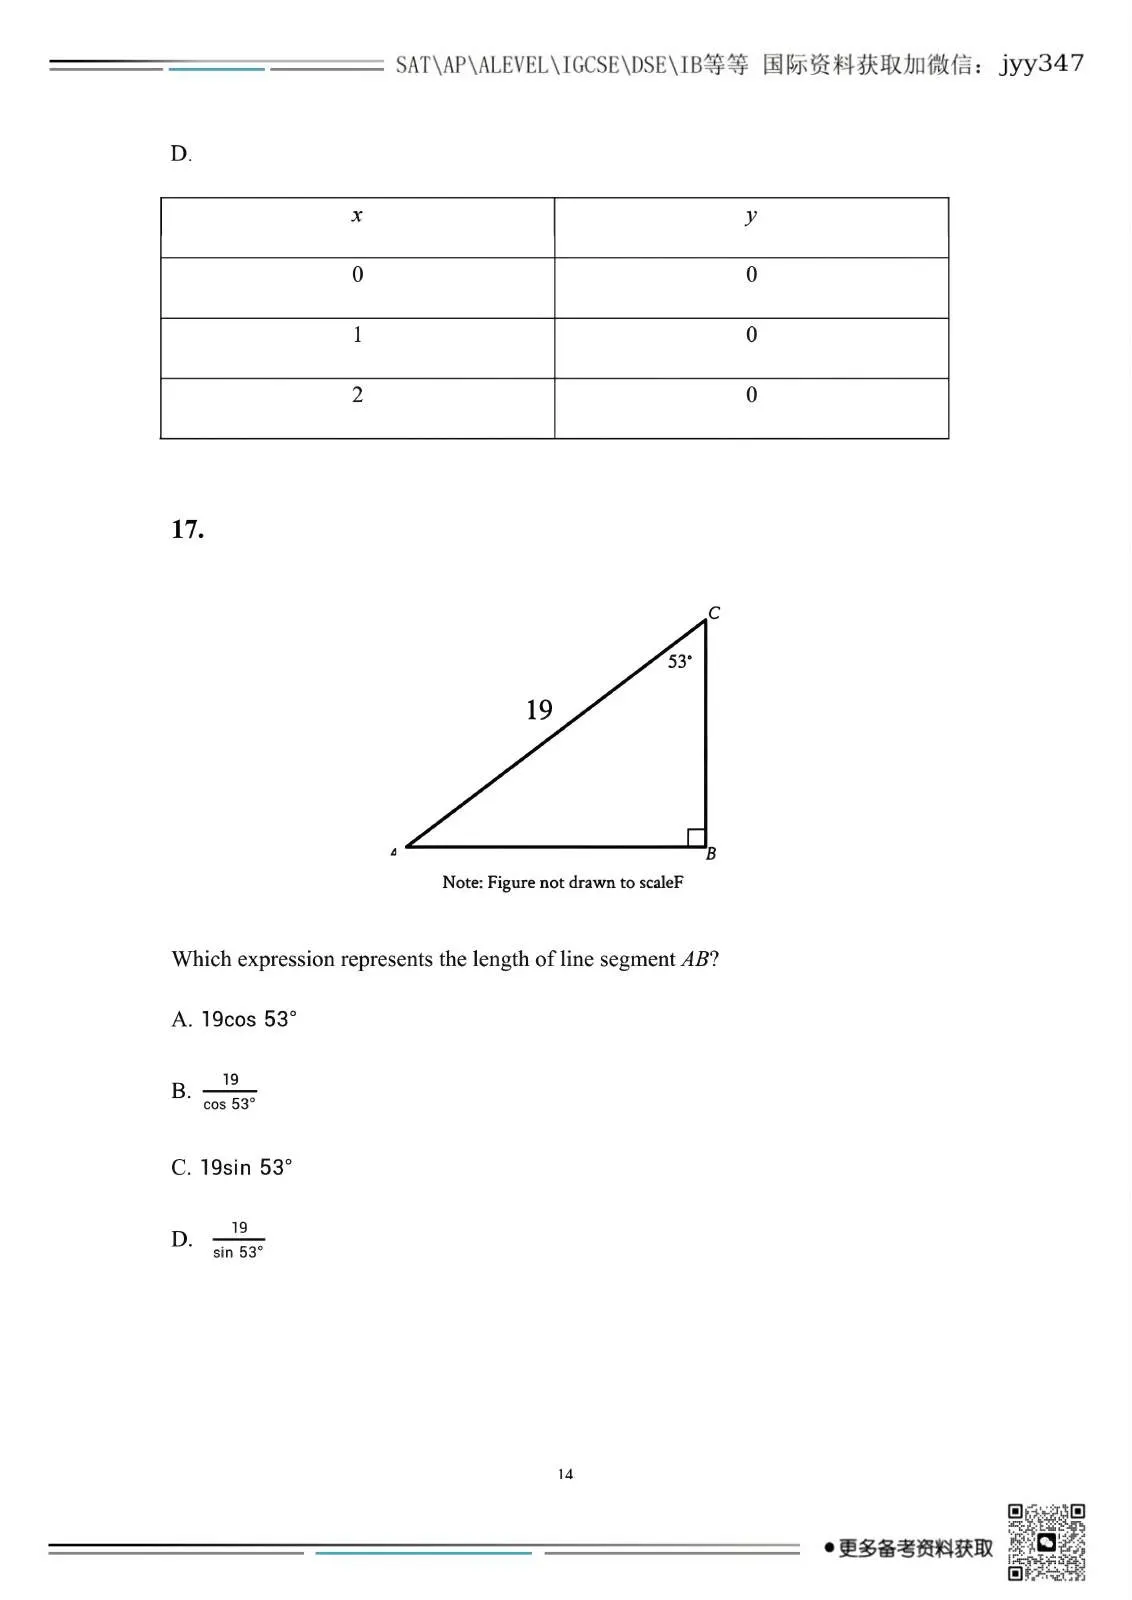 SAT\AP\ALEVEL\IGCSE\DSE\IB等等 国际资料获取加微信: jyy347
D.
x y
0 0
1 0
2 0
17.
C
53°
19
A
B
Note: Figure not drawn to scaleF
Which expression represents the length of line segment AB?
A. 19cos 53°
B. 19
cos 53°
C. 19sin 53°
D. 19
sin 53°
14
•更多备考资料获取